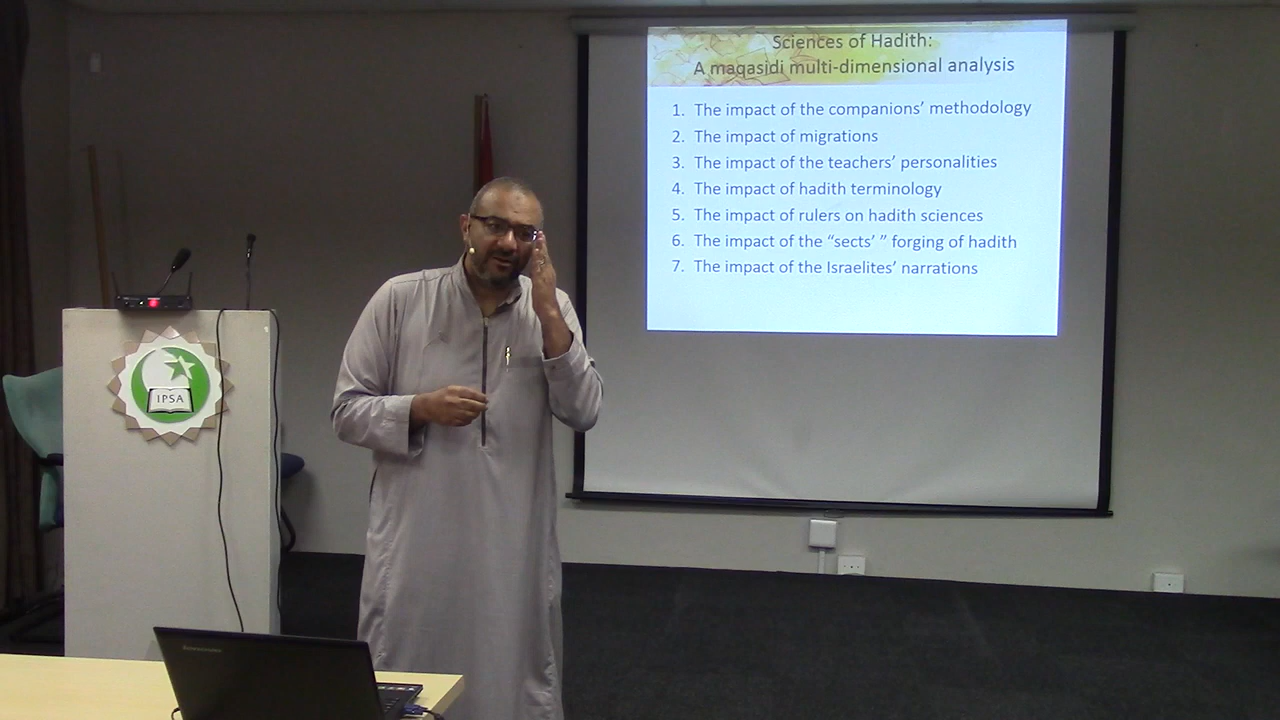 Sciences of Hadith:
A maqasidi multi-dimensional analysis
1. The impact of the companions’ methodology
2. The impact of migrations
3. The impact of the teachers’ personalities
4. The impact of hadith terminology
5. The impact of rulers on hadith sciences
6. The impact of the “sects’ ” forging of hadith
7. The impact of the Israelites’ narrations
IPSA